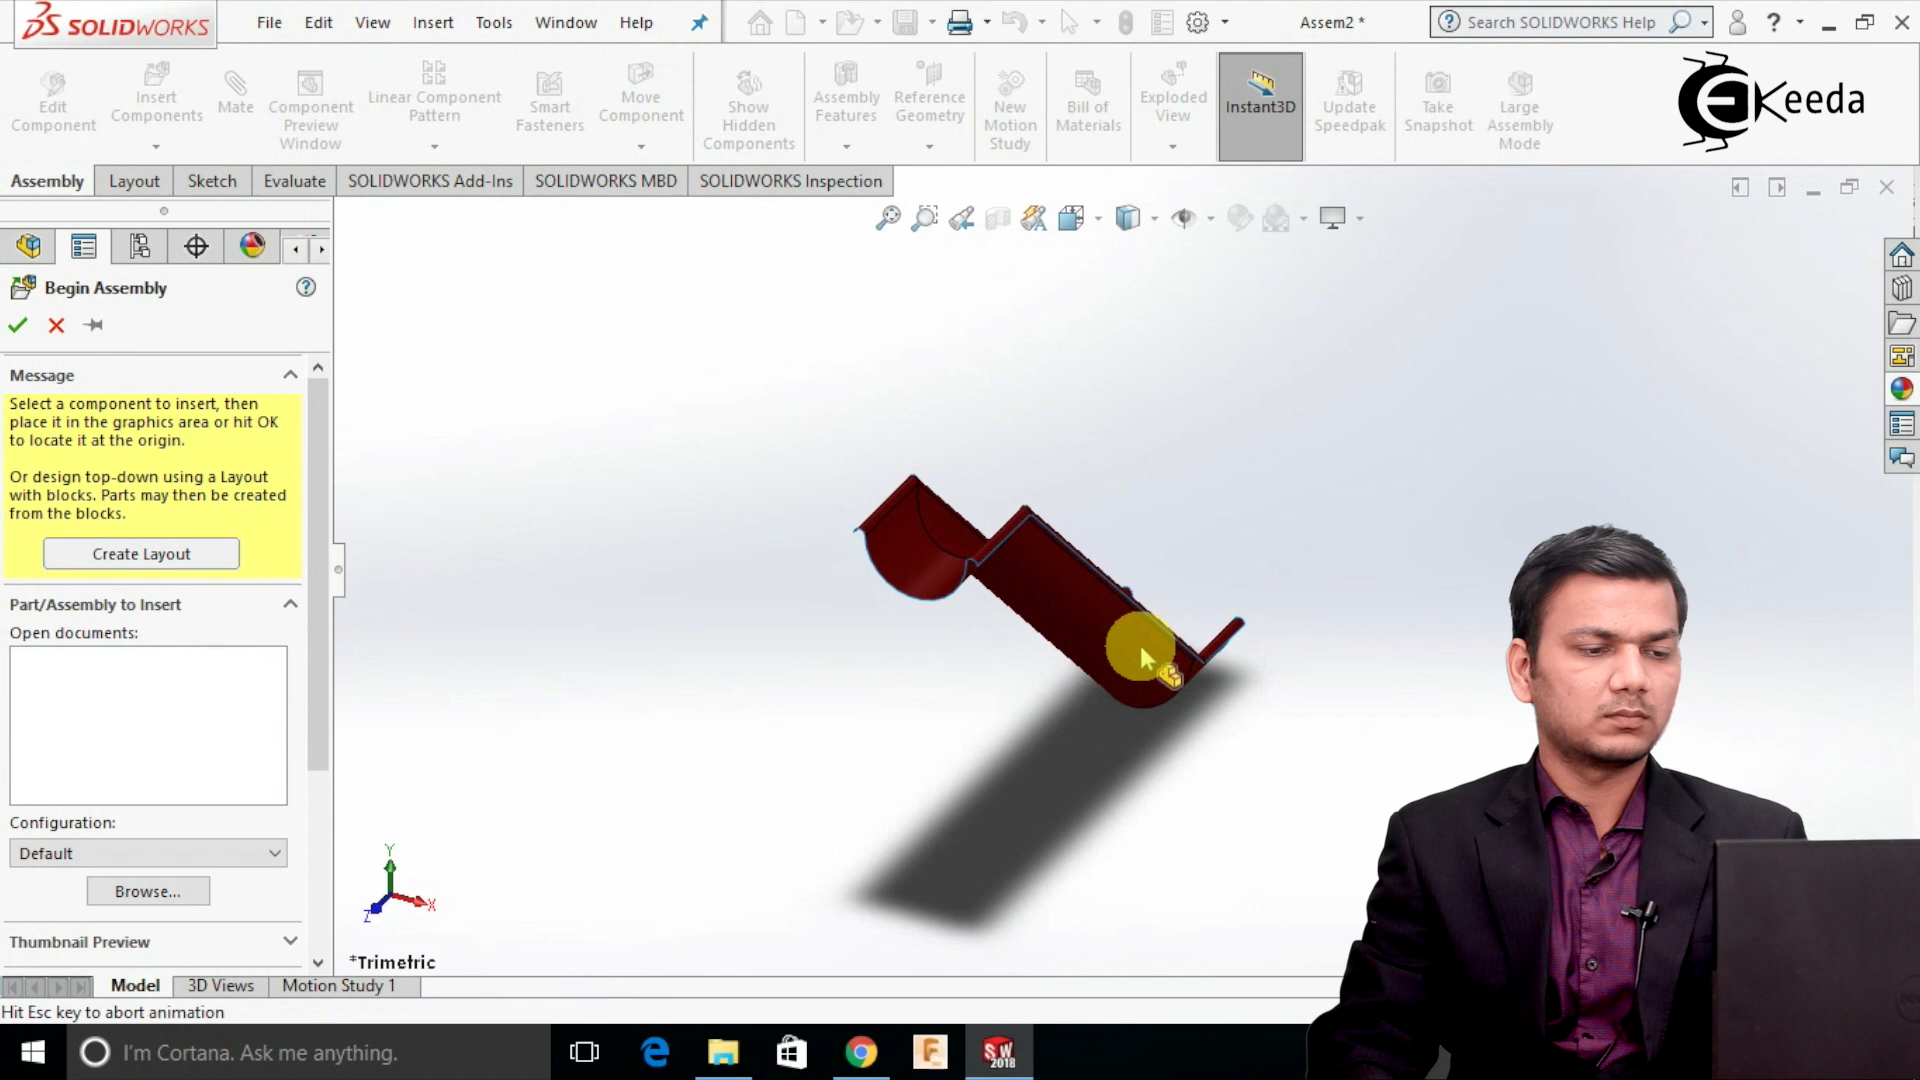 SOLIDWORKS
File Edit View Insert Tools Window Help
Assem2 *
Search SOLIDWORKS Help
Edit Component
Insert Components
Mate
Component Preview Window
Linear Component Pattern
Smart Fasteners
Move Component
Show Hidden Components
Assembly Features
Reference Geometry
New Motion Study
Bill of Materials
Exploded View
Instant3D
Update Speedpak
Take Snapshot
Large Assembly Mode
EKeeda
Assembly Layout Sketch Evaluate SOLIDWORKS Add-Ins SOLIDWORKS MBD SOLIDWORKS Inspection
Begin Assembly
Message
Select a component to insert, then
place it in the graphics area or hit OK
to locate it at the origin.
Or design top-down using a Layout
with blocks. Parts may then be created
from the blocks.
Create Layout
Part/Assembly to Insert
Open documents:
Configuration:
Default
Browse...
Thumbnail Preview
Y
X
Z
*Trimetric
Model 3D Views Motion Study 1
Hit Esc key to abort animation
I'm Cortana. Ask me anything.
SW
2018